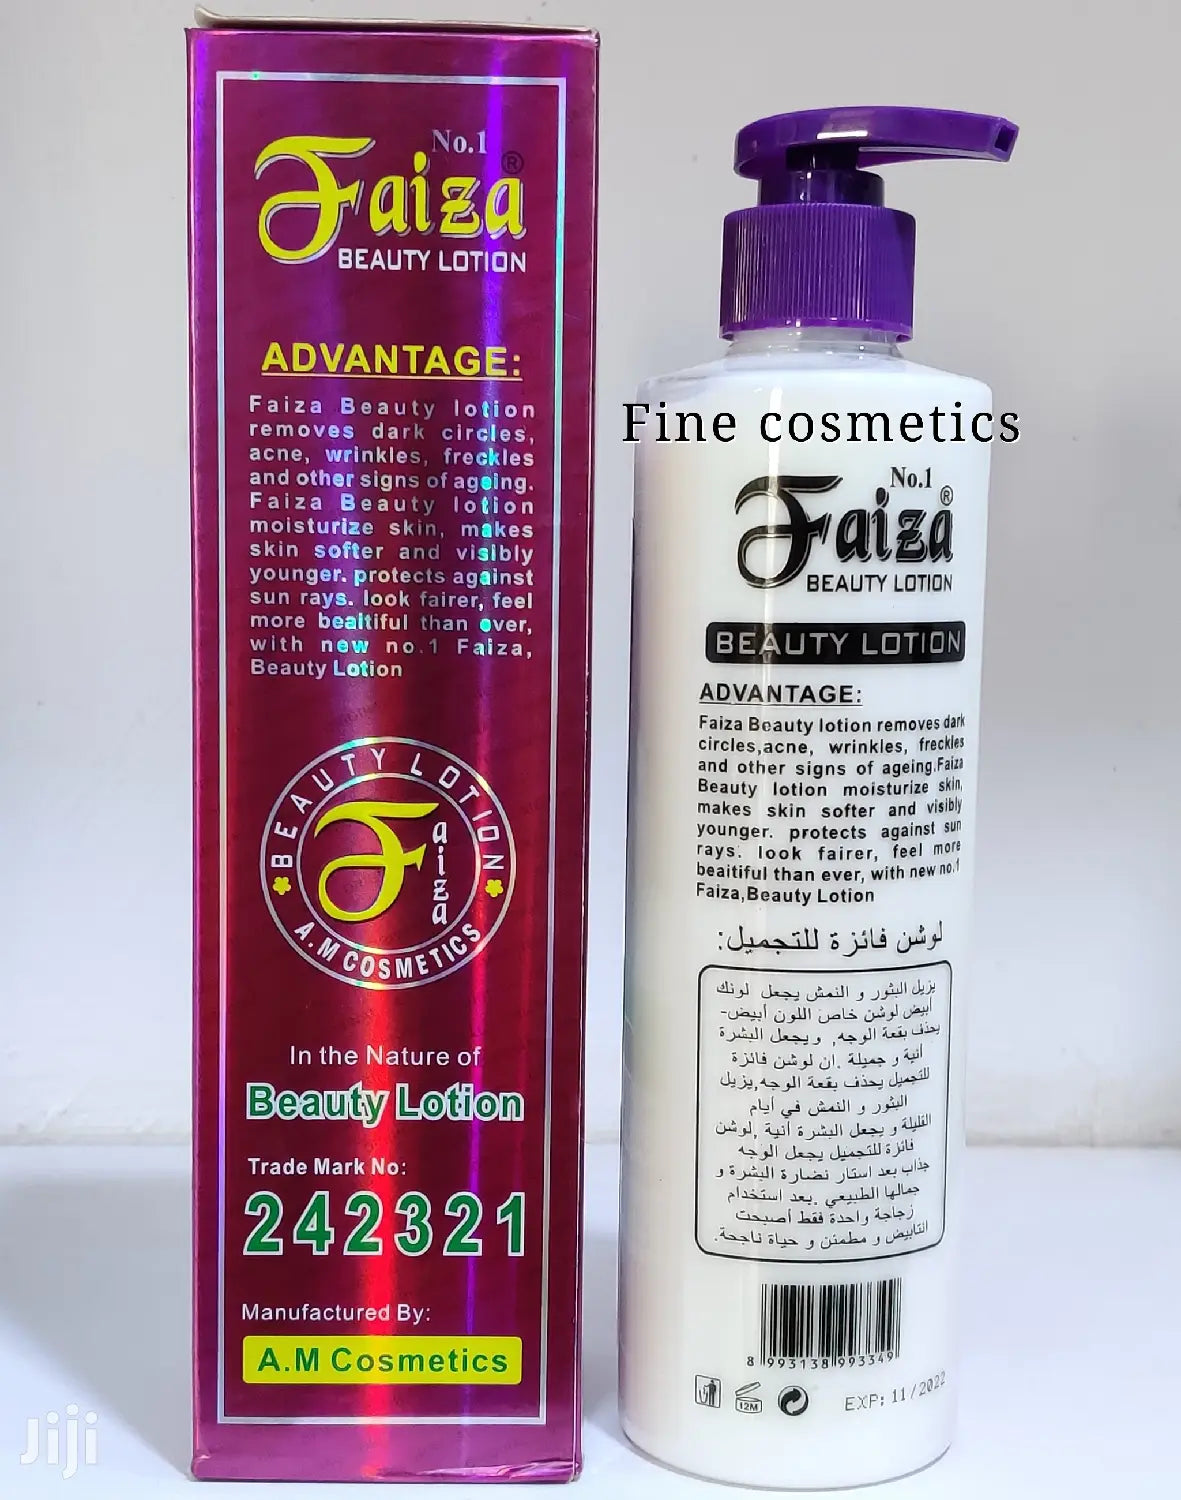 No.1
Faiza®
BEAUTY LOTION
ADVANTAGE:
Faiza Beauty lotion
removes dark circles,
acne, wrinkles, freckles
and other signs of ageing.
Faiza Beauty lotion
moisturize skin, makes
skin softer and visibly
younger. protects against
sun rays. look fairer, feel
more bealtiful than ever,
with new no.1 Faiza,
Beauty Lotion
BEAUTY LOTION
Faiza
A.M COSMETICS
In the Nature of
Beauty Lotion
Trade Mark No:
242321
Manufactured By:
A.M Cosmetics
Jiji
Fine cosmetics
No.1
Faiza®
BEAUTY LOTION
BEAUTY LOTION
ADVANTAGE:
Faiza Beauty lotion removes dark
circles,acne, wrinkles, freckles
and other signs of ageing.Faiza
Beauty lotion moisturize skin,
makes skin softer and visibly
younger. protects against sun
rays. look fairer, feel more
beaitiful than ever, with new no.1
Faiza,Beauty Lotion
لوشن فائزة للتجميل:
يزيل البثور و النمش يجعل لونك
أبيض لوشن خاص اللون أبيض-
يحذف بقعة الوجه, ويجعل البشرة
أنية و جميلة .ان لوشن فائزة
للتجميل يحذف بقعة الوجه,يزيل
البثور و النمش في أيام
القليلة و يجعل البشرة أنية ,لوشن
فائزة للتجميل يجعل الوجه
جذاب بعد استار نضارة البشرة و
جمالها الطبيعي .بعد استخدام
زجاجة واحدة فقط أصبحت
التابيض و مطمئن و حياة ناجحة.
8 993138 993349
12M
EXP: 11/2022